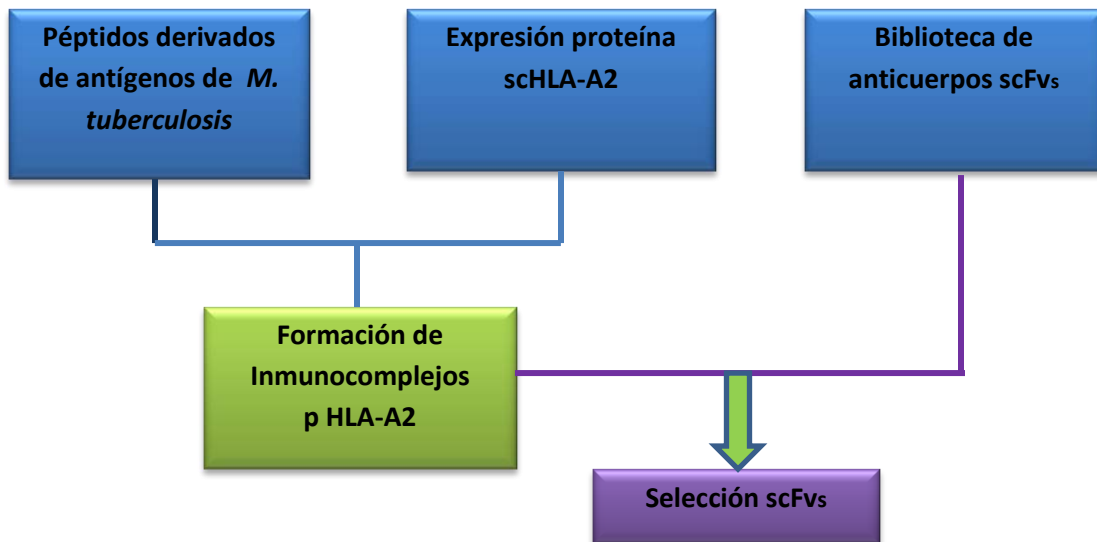 Péptidos derivados
de antígenos de M.
tuberculosis
Expresión proteína
scHLA-A2
Biblioteca de
anticuerpos scFvs
Formación de
Inmunocomplejos
p HLA-A2
Selección scFvs